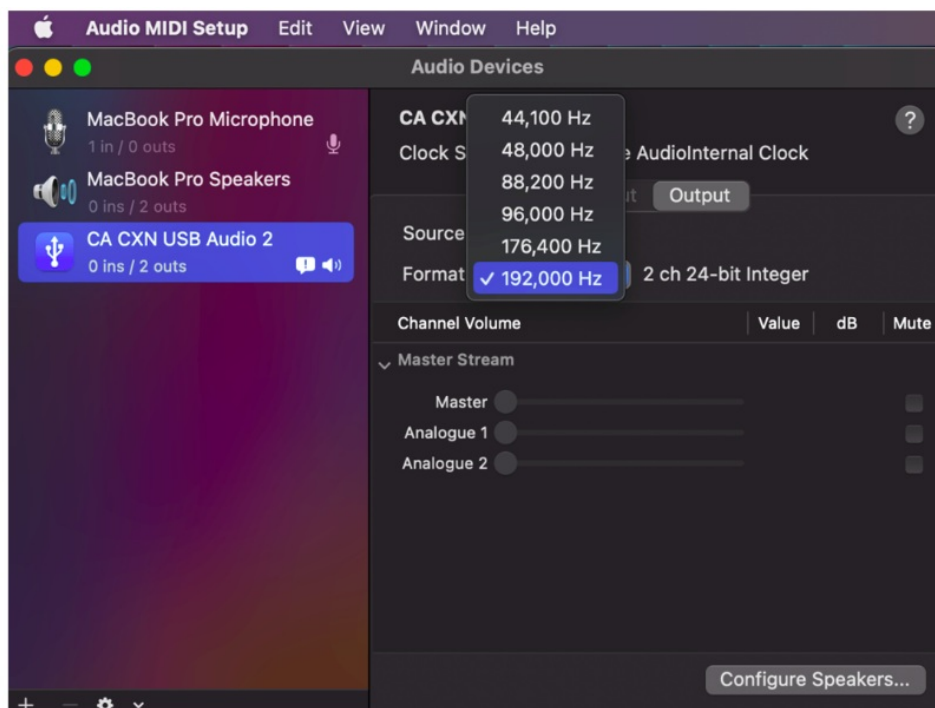 Audio MIDI Setup Edit View Window Help
Audio Devices
MacBook Pro Microphone
1 in / 0 outs
MacBook Pro Speakers
0 ins / 2 outs
CA CXN USB Audio 2
0 ins / 2 outs
CA CXN
?
Clock S
AudioInternal Clock
44,100 Hz
48,000 Hz
88,200 Hz
96,000 Hz
176,400 Hz
✓ 192,000 Hz
Output
Source
Format
2 ch 24-bit Integer
Channel Volume Value dB Mute
Master Stream
Master
Analogue 1
Analogue 2
Configure Speakers...